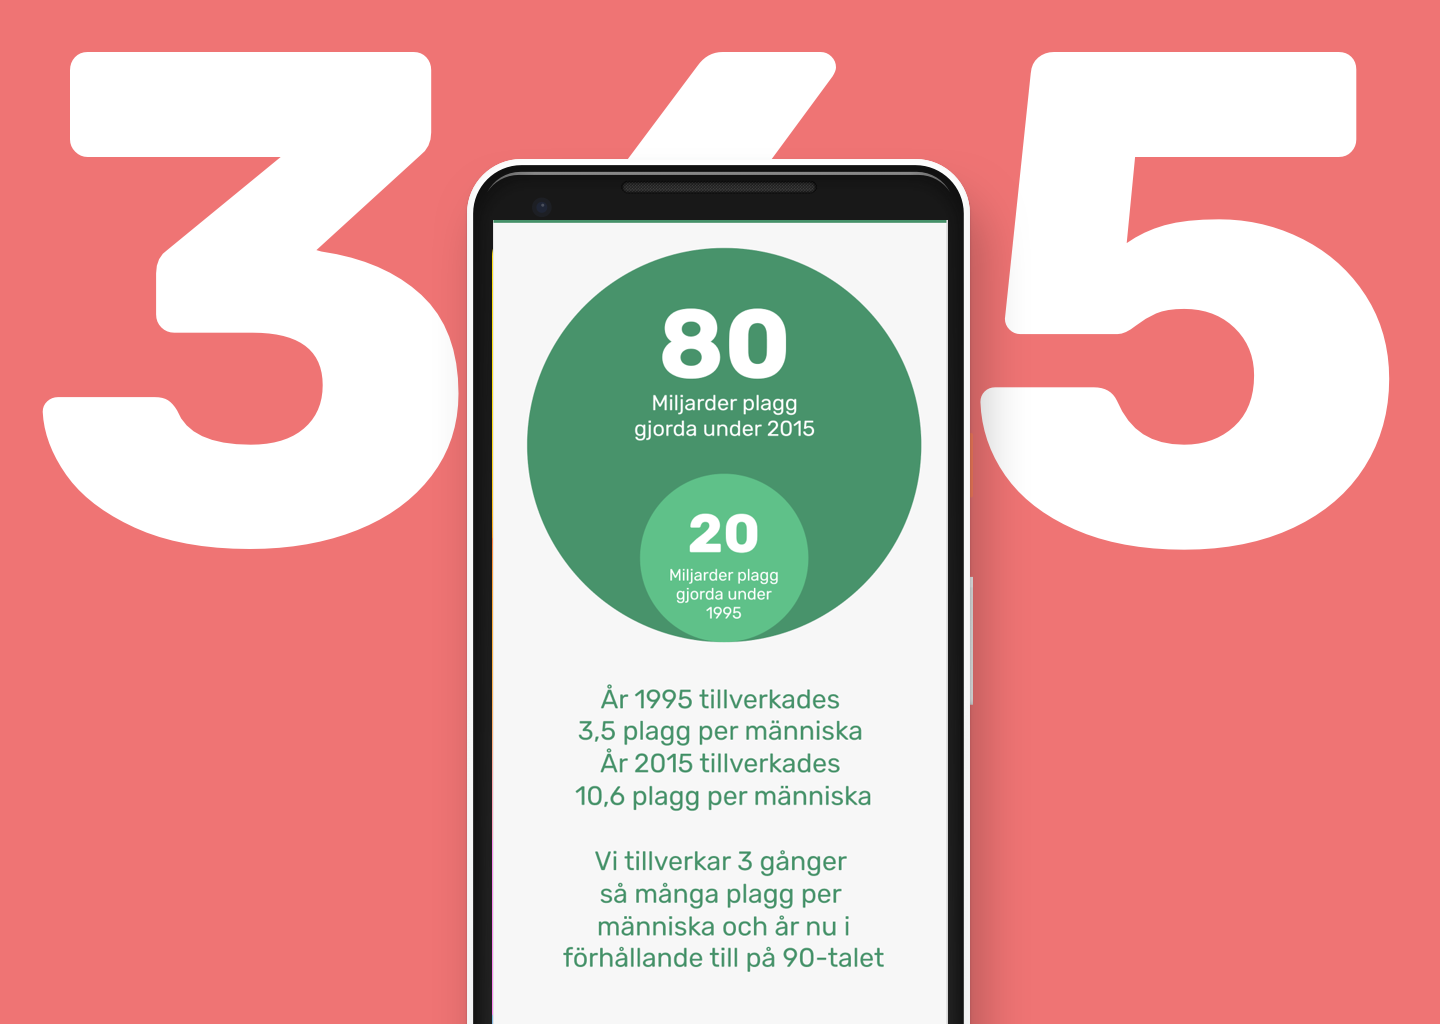 365
80
Miljarder plagg
gjorda under 2015
20
Miljarder plagg
gjorda under
1995
År 1995 tillverkades
3,5 plagg per människa
År 2015 tillverkades
10,6 plagg per människa
Vi tillverkar 3 gånger
så många plagg per
människa och år nu i
förhållande till på 90-talet